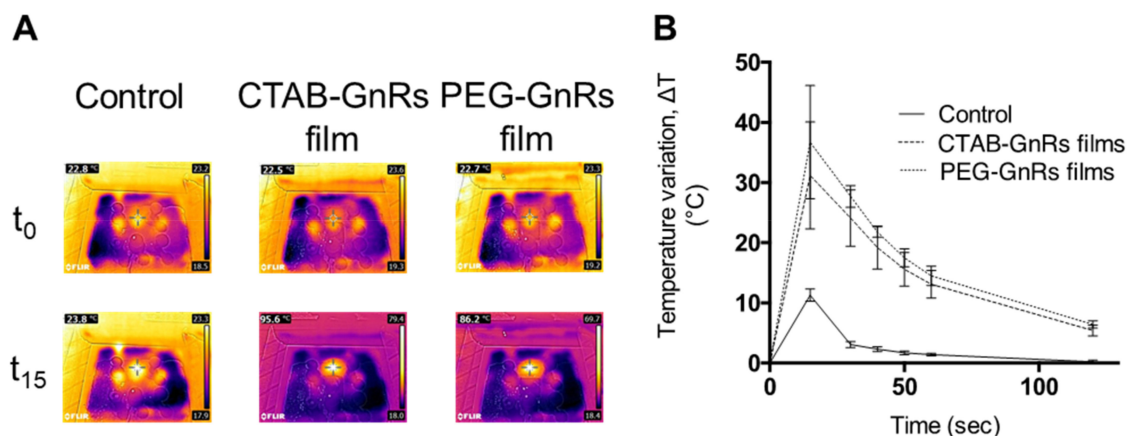 A
Control
CTAB-GnRs
film
PEG-GnRs
film
t0
22.8 °C
23.2
18.5
FLIR
22.5 °C
23.6
19.3
FLIR
22.7 °C
23.3
19.2
FLIR
t15
23.8 °C
23.3
17.9
FLIR
95.6 °C
79.4
18.0
FLIR
86.2 °C
69.7
18.4
FLIR
B
Temperature variation, ΔT
(°C)
50
40
30
20
10
0
0
50
100
Time (sec)
Control
CTAB-GnRs films
PEG-GnRs films